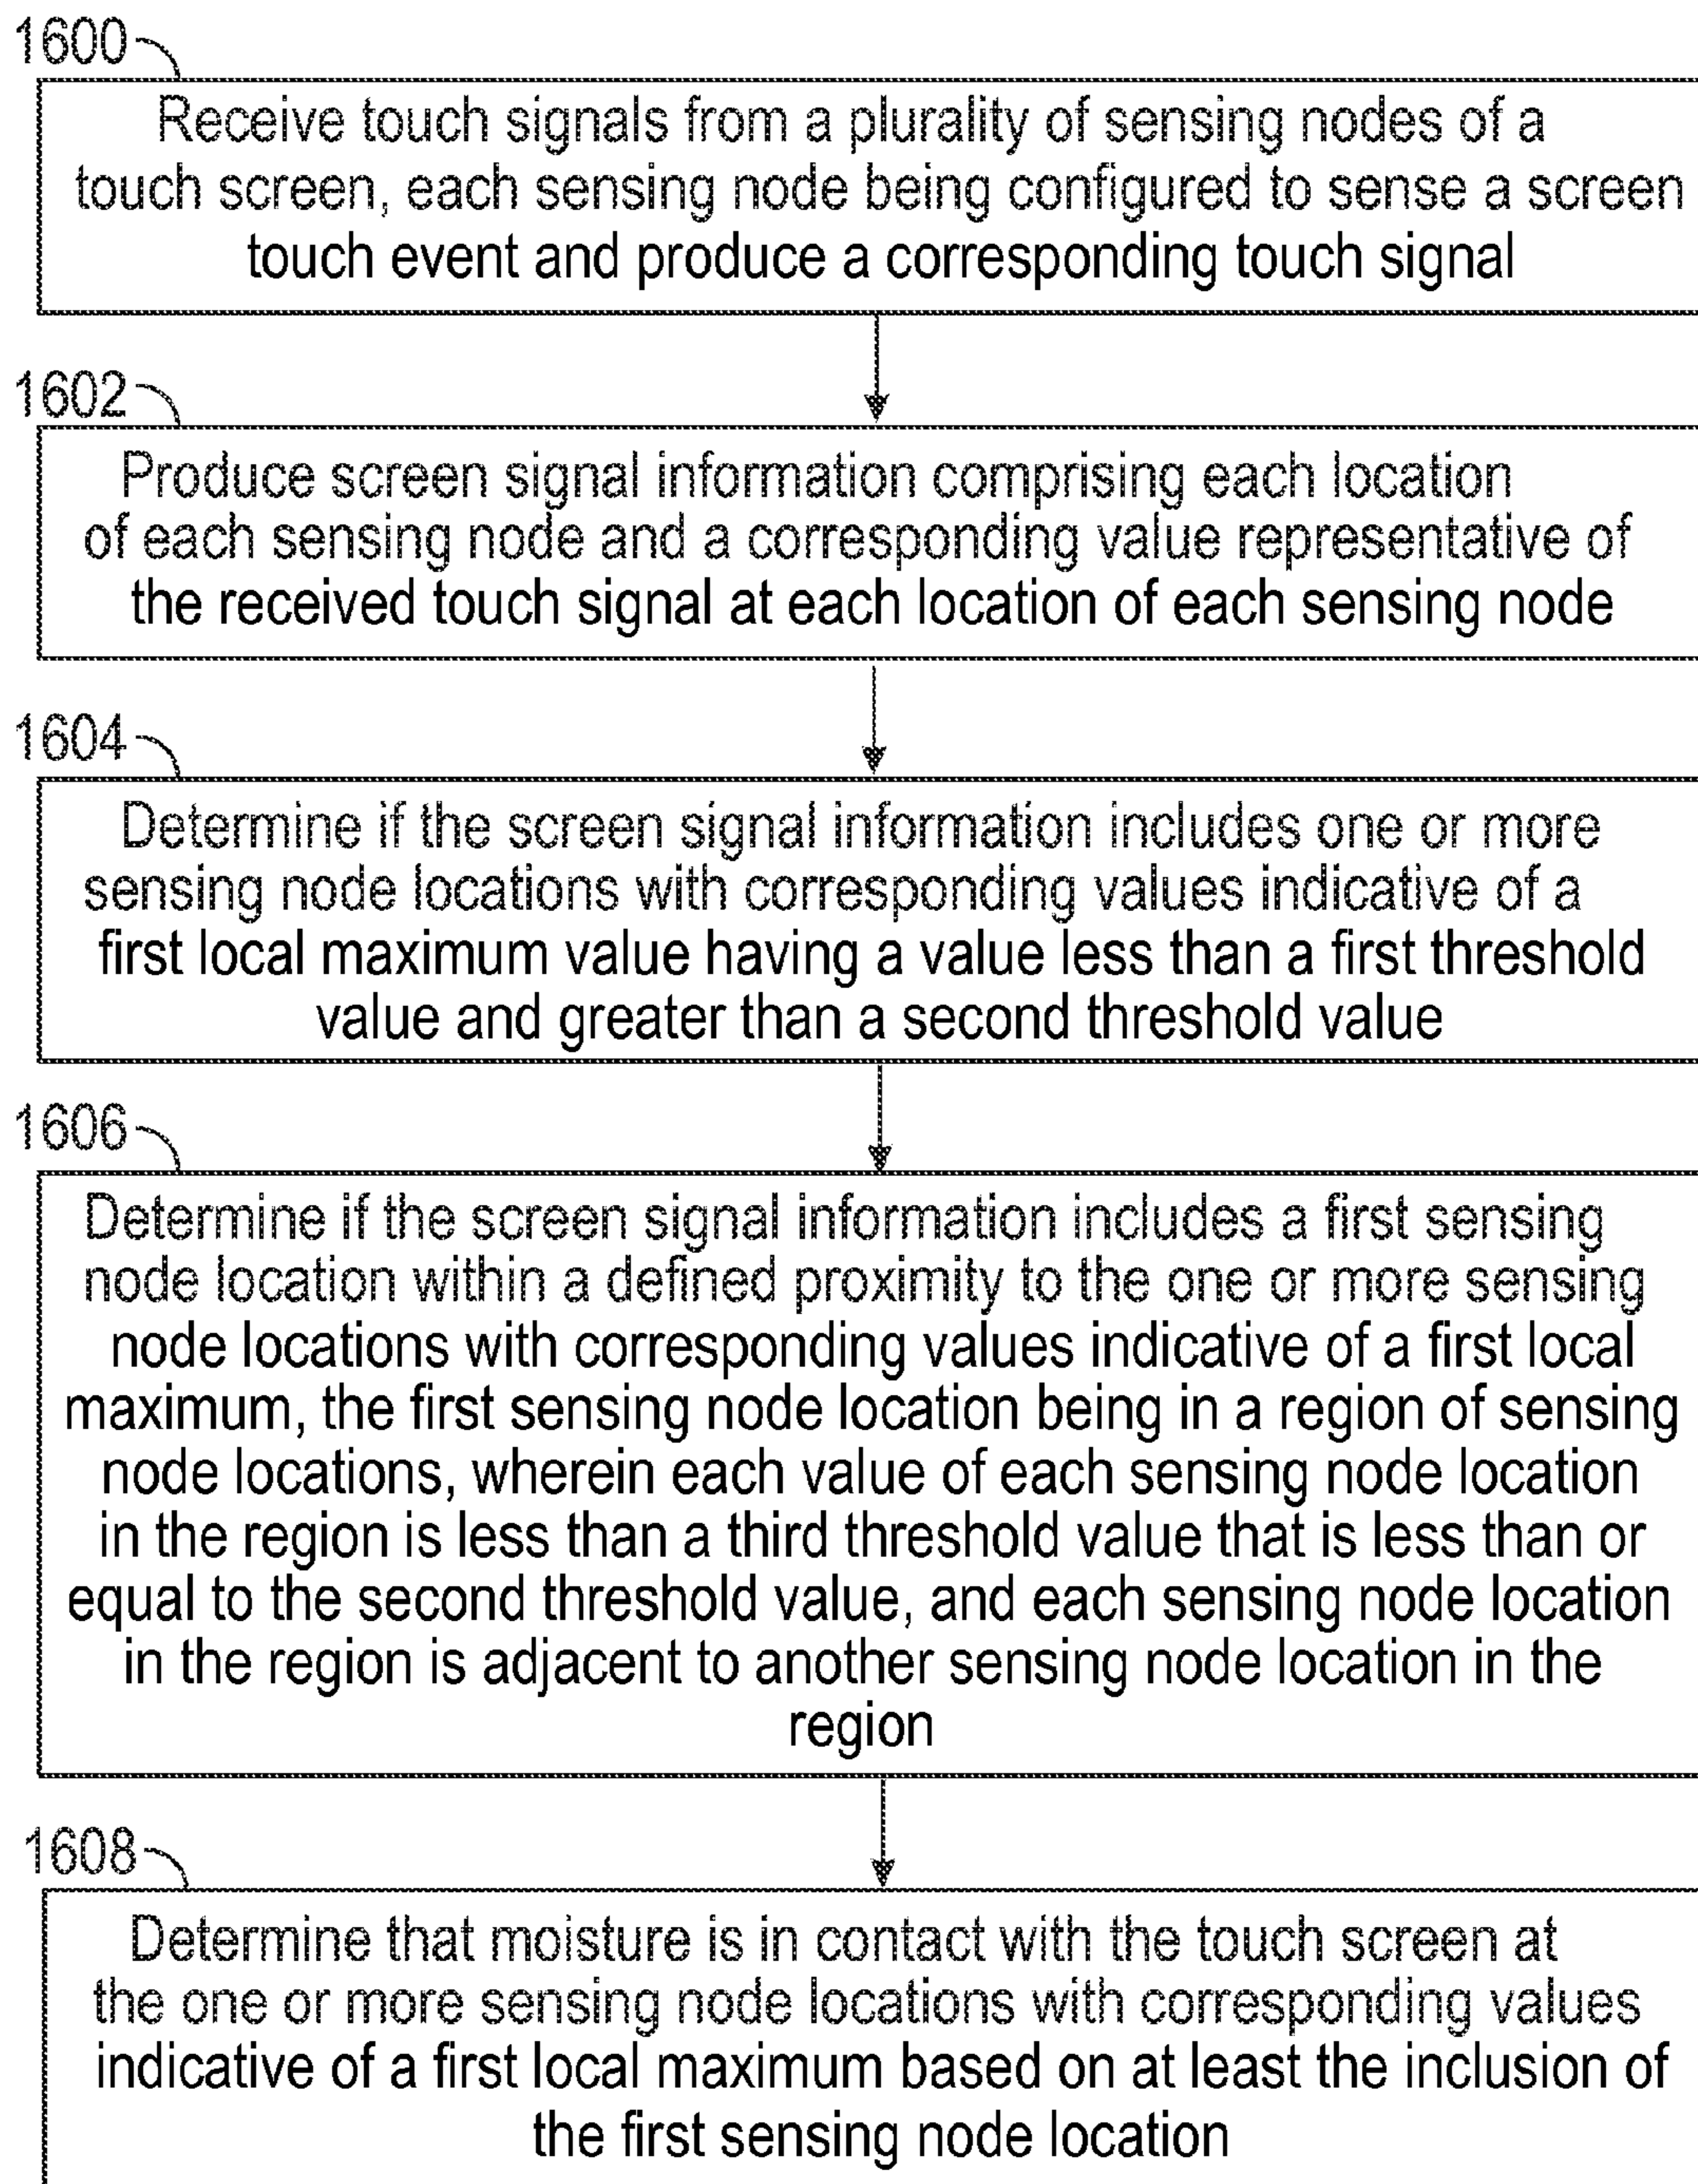 1600
Receive touch signals from a plurality of sensing nodes of a
touch screen, each sensing node being configured to sense a screen
touch event and produce a corresponding touch signal
1602
Produce screen signal information comprising each location
of each sensing node and a corresponding value representative of
the received touch signal at each location of each sensing node
1604
Determine if the screen signal information includes one or more
sensing node locations with corresponding values indicative of a
first local maximum value having a value less than a first threshold
value and greater than a second threshold value
1606
Determine if the screen signal information includes a first sensing
node location within a defined proximity to the one or more sensing
node locations with corresponding values indicative of a first local
maximum, the first sensing node location being in a region of sensing
node locations, wherein each value of each sensing node location
in the region is less than a third threshold value that is less than or
equal to the second threshold value, and each sensing node location
in the region is adjacent to another sensing node location in the
region
1608
Determine that moisture is in contact with the touch screen at
the one or more sensing node locations with corresponding values
indicative of a first local maximum based on at least the inclusion of
the first sensing node location